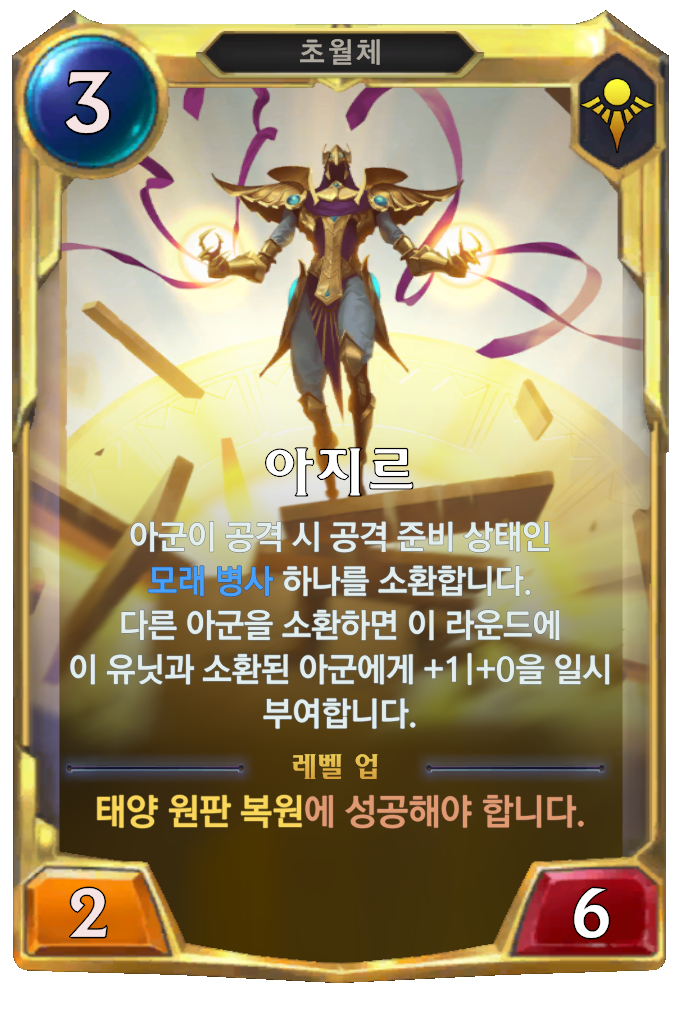 초월체
3
아지르
아군이 공격 시 공격 준비 상태인
모래 병사 하나를 소환합니다.
다른 아군을 소환하면 이 라운드에
이 유닛과 소환된 아군에게 +1|+0을 일시
부여합니다.
레벨 업
태양 원판 복원에 성공해야 합니다.
2
6